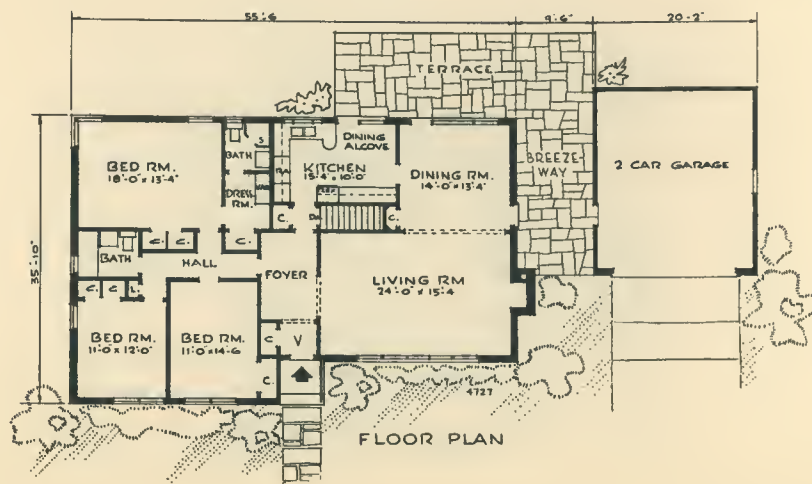 55'-6
9'-6"
20'-2"
TERRACE
35'-10"
BED RM.
18'-0" x 13'-4"
BATH
S
DRESS.
RM.
DINING
ALCOVE
KITCHEN
15'-4" x 10'-0"
DINING RM.
14'-0 x 13'-4"
BREEZE-
WAY
2 CAR GARAGE
C.
C.
C.
C.
C.
BATH
HALL
FOYER
LIVING RM
24'-0" x 15'-4
C.
C.
L.
BED RM.
11'-0 x 12'-0"
BED RM.
11'-0 x 14'-6
C
V
C.
4727
FLOOR PLAN